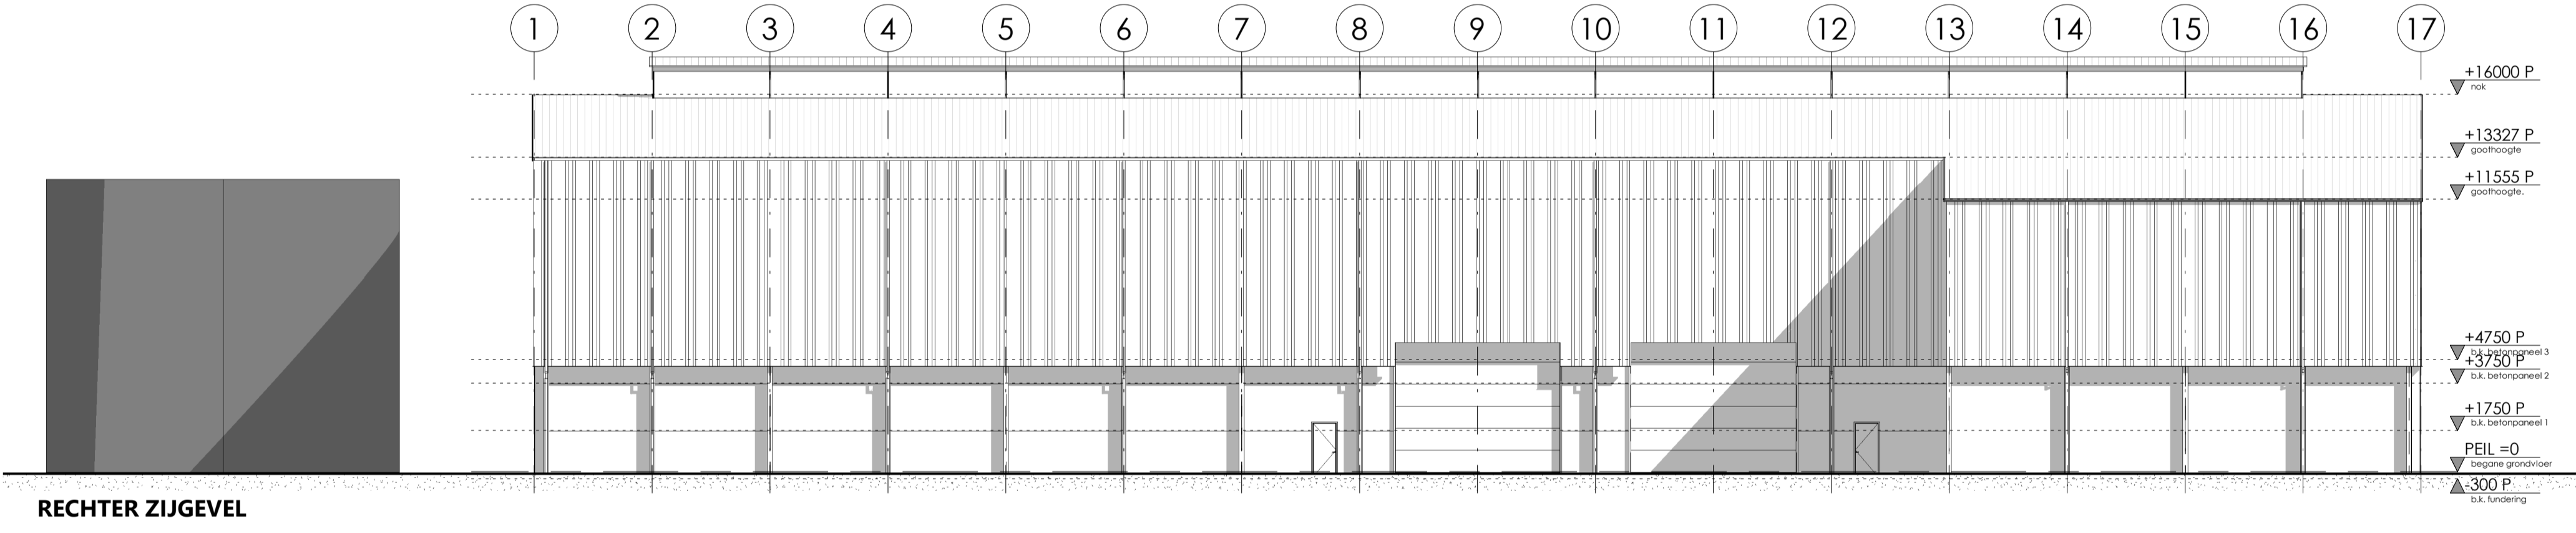 1 2 3 4 5 6 7 8 9 10 11 12 13 14 15 16 17
+16000 P
nok
+13327 P
goothoogte
+11555 P
goothoogte.
+4750 P
b.k. betonpaneel 3
+3750 P
b.k. betonpaneel 2
+1750 P
b.k. betonpaneel 1
PEIL =0
begane grondvloer
-300 P
b.k. fundering
RECHTER ZIJGEVEL